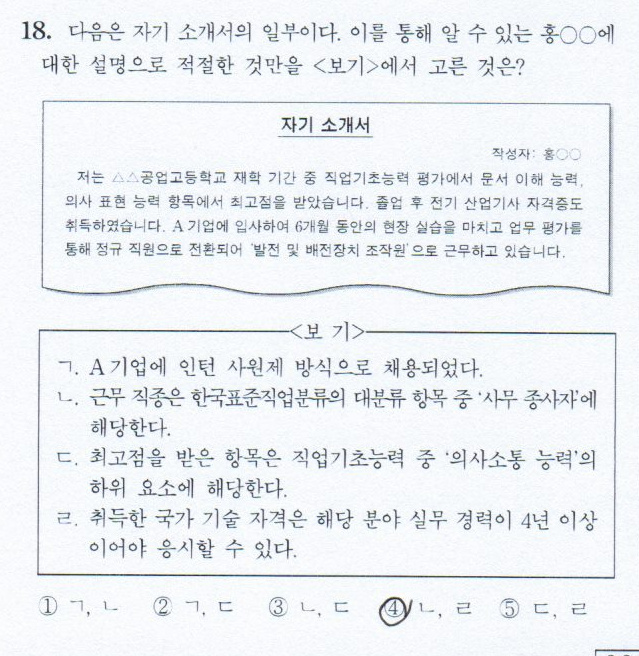 18. 다음은 자기 소개서의 일부이다. 이를 통해 알 수 있는 홍○○에
대한 설명으로 적절한 것만을 <보기>에서 고른 것은?
자기 소개서
작성자: 홍○○
저는 △△공업고등학교 재학 기간 중 직업기초능력 평가에서 문서 이해 능력,
의사 표현 능력 항목에서 최고점을 받았습니다. 졸업 후 전기 산업기사 자격증도
취득하였습니다. A 기업에 입사하여 6개월 동안의 현장 실습을 마치고 업무 평가를
통해 정규 직원으로 전환되어 '발전 및 배전장치 조작원'으로 근무하고 있습니다.
<보 기>
ㄱ. A 기업에 인턴 사원제 방식으로 채용되었다.
ㄴ. 근무 직종은 한국표준직업분류의 대분류 항목 중 '사무 종사자'에
해당한다.
ㄷ. 최고점을 받은 항목은 직업기초능력 중 '의사소통 능력'의
하위 요소에 해당한다.
ㄹ. 취득한 국가 기술 자격은 해당 분야 실무 경력이 4년 이상
이어야 응시할 수 있다.
① ㄱ, ㄴ ② ㄱ, ㄷ ③ ㄴ, ㄷ ④ ㄴ, ㄹ ⑤ ㄷ, ㄹ